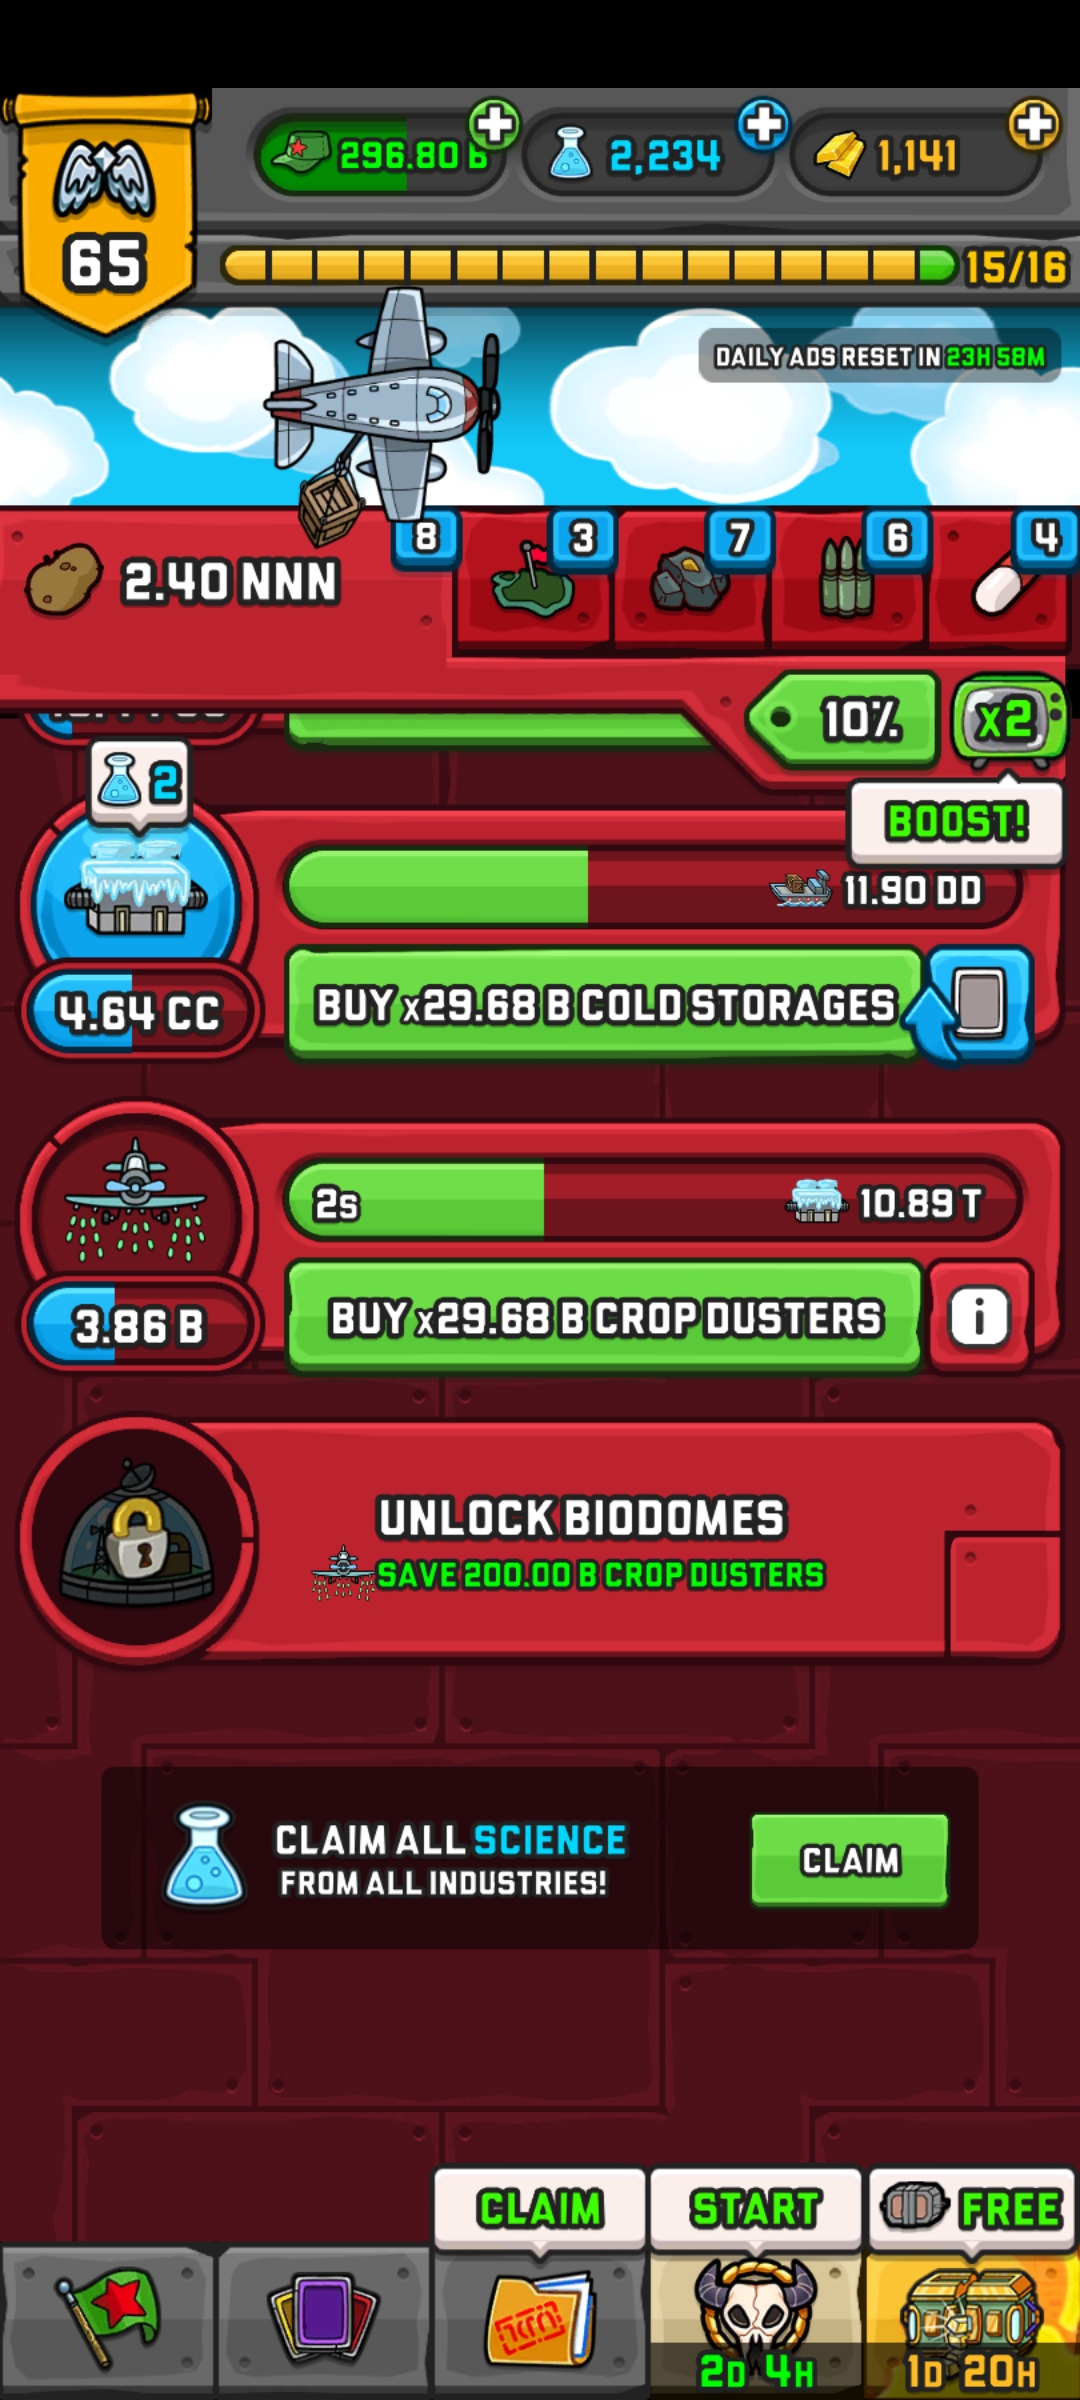 296.80 B
2,234
1,141
65
15/16
DAILY ADS RESET IN 23H 58M
2.40 NNN
8
3
7
6
4
10%
x2
BOOST!
2
11.90 DD
4.64 CC
BUY x29.68 B COLD STORAGES
2s
10.89 T
3.86 B
BUY x29.68 B CROP DUSTERS
i
UNLOCK BIODOMES
SAVE 200.00 B CROP DUSTERS
CLAIM ALL SCIENCE
FROM ALL INDUSTRIES!
CLAIM
CLAIM
START
FREE
2D 4H
1D 20H